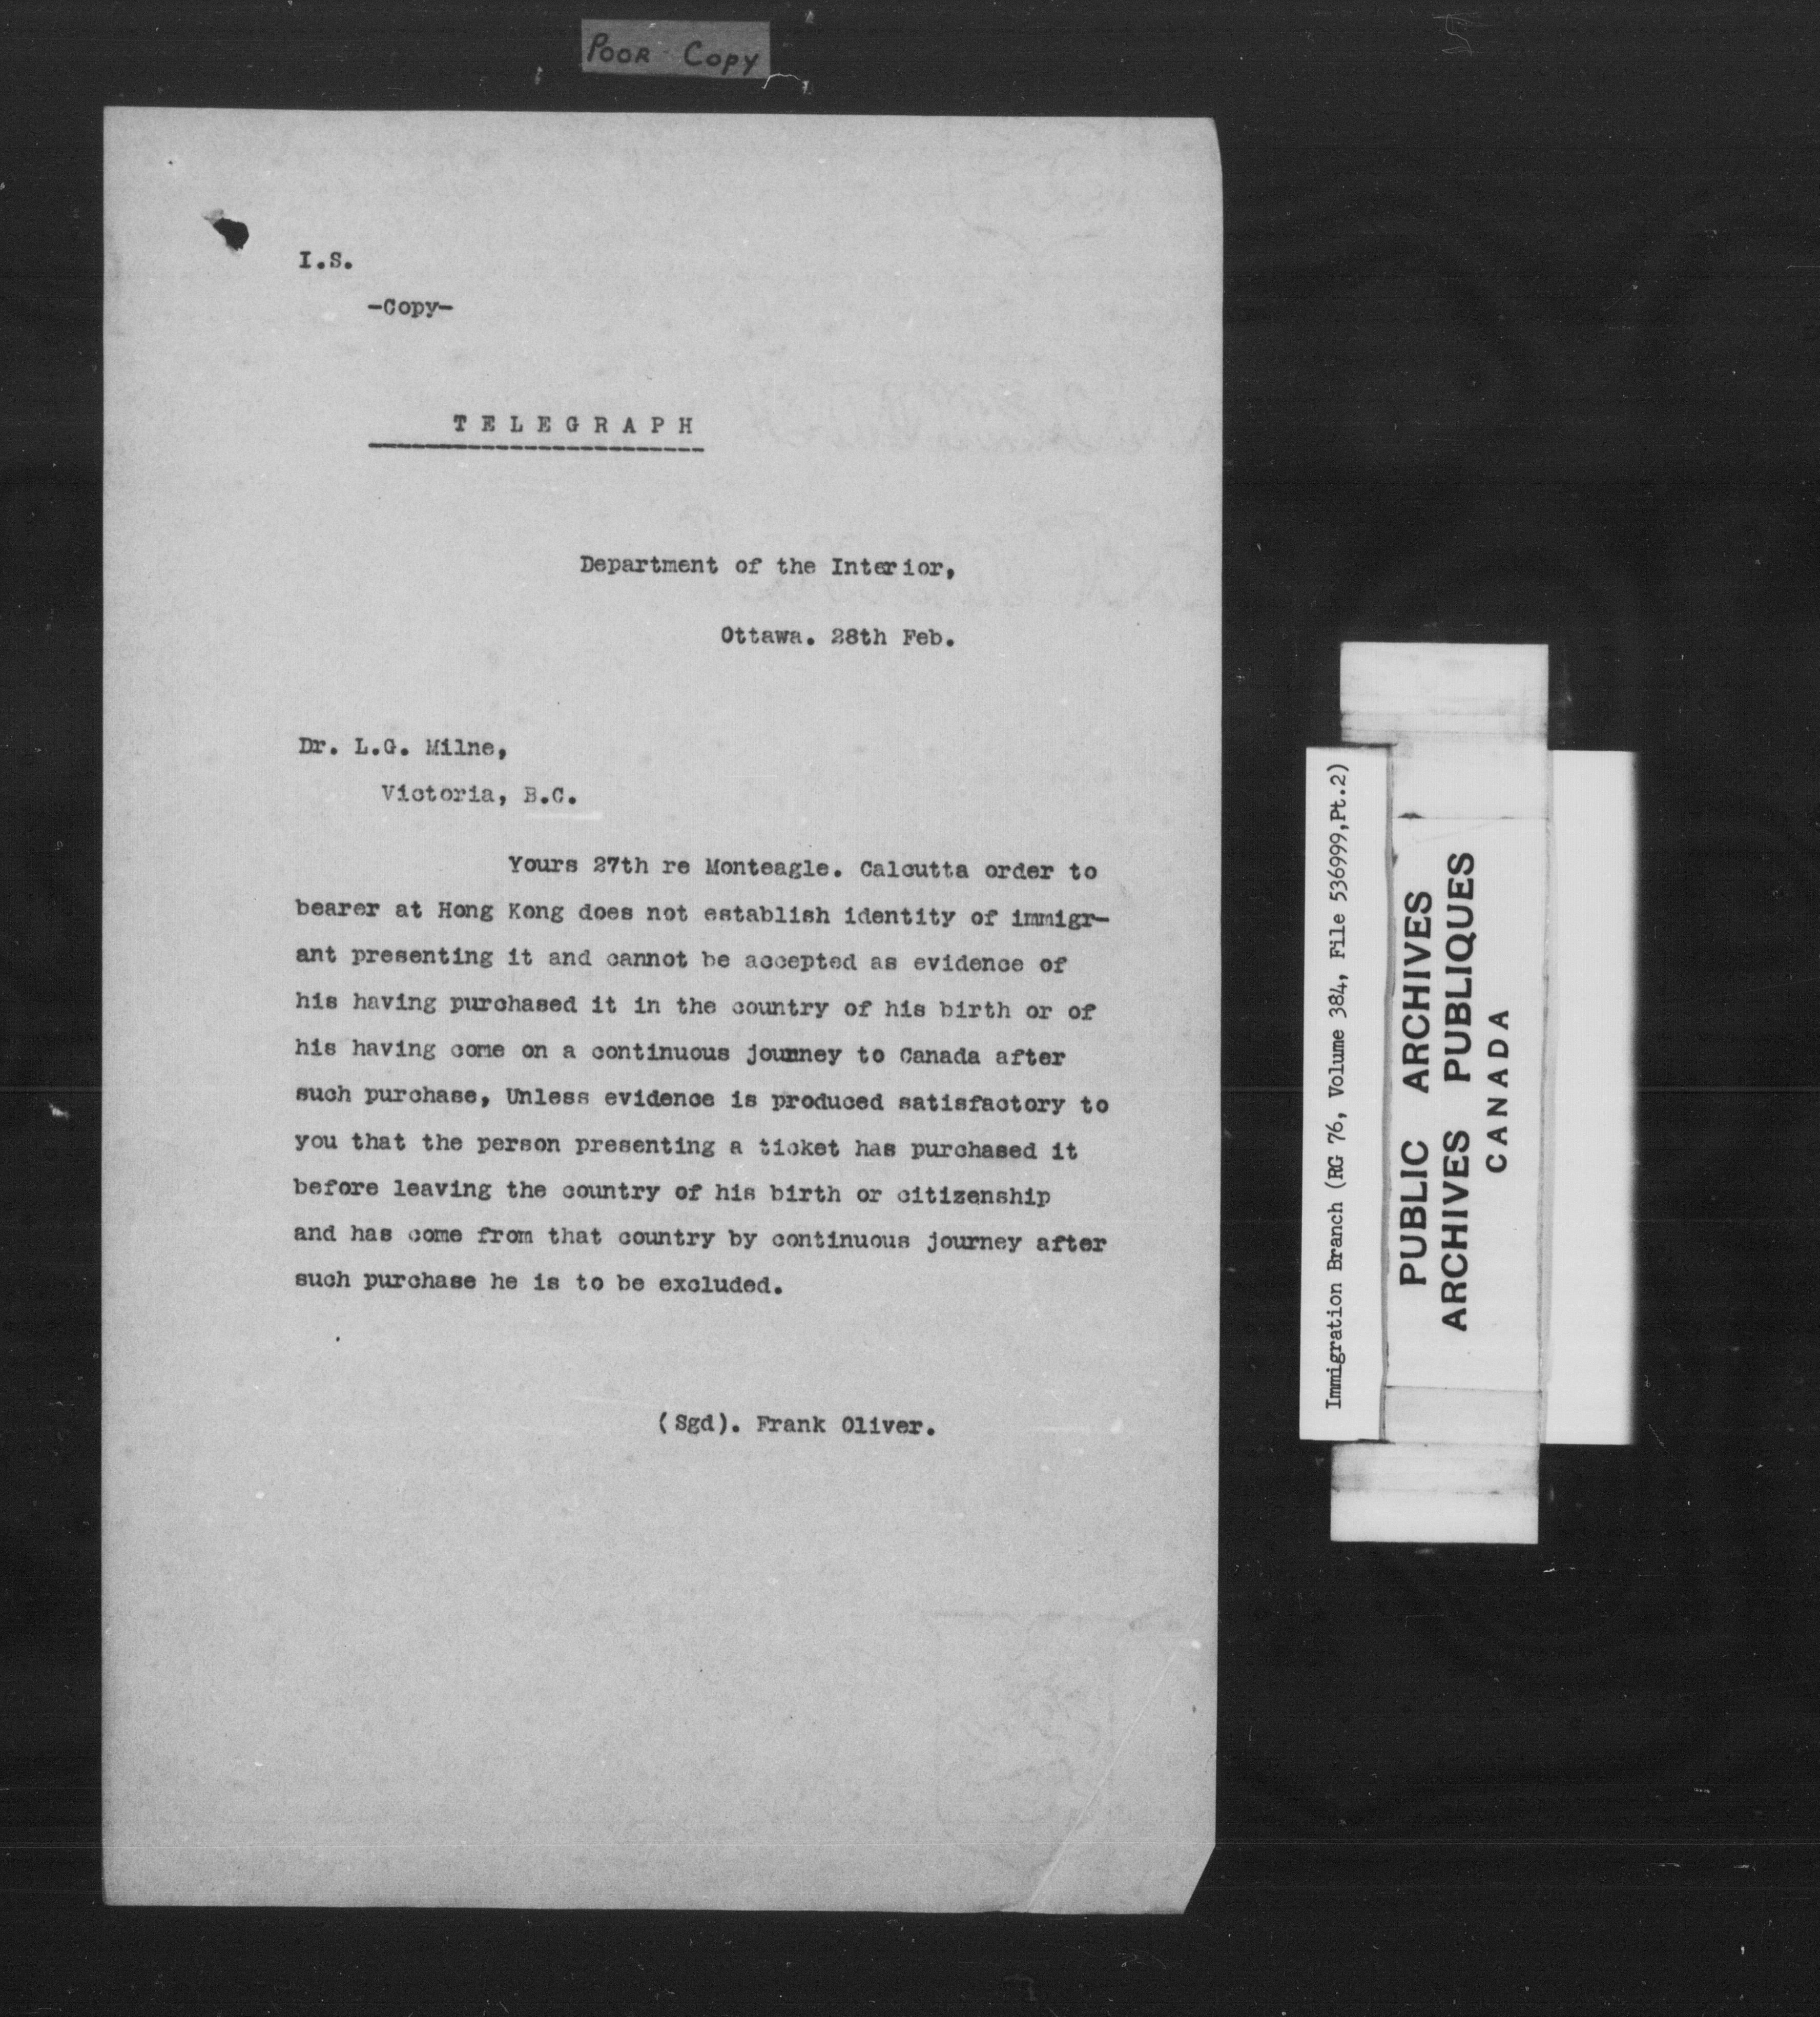 POOR COPY
I.S.
-Copy-
TELEGRAPH
Department of the Interior,
Ottawa. 28th Feb.
Dr. L.G. Milne,
Victoria, B.C.
Yours 27th re Monteagle. Calcutta order to
bearer at Hong Kong does not establish identity of immigr-
ant presenting it and cannot be accepted as evidence of
his having purchased it in the country of his birth or of
his having come on a continuous journey to Canada after
such purchase, Unless evidence is produced satisfactory to
you that the person presenting a ticket has purchased it
before leaving the country of his birth or citizenship
and has come from that country by continuous journey after
such purchase he is to be excluded.
(Sgd). Frank Oliver.
Immigration Branch (RG 76, Volume 384, File 536999,Pt.2)
PUBLIC ARCHIVES
ARCHIVES PUBLIQUES
CANADA